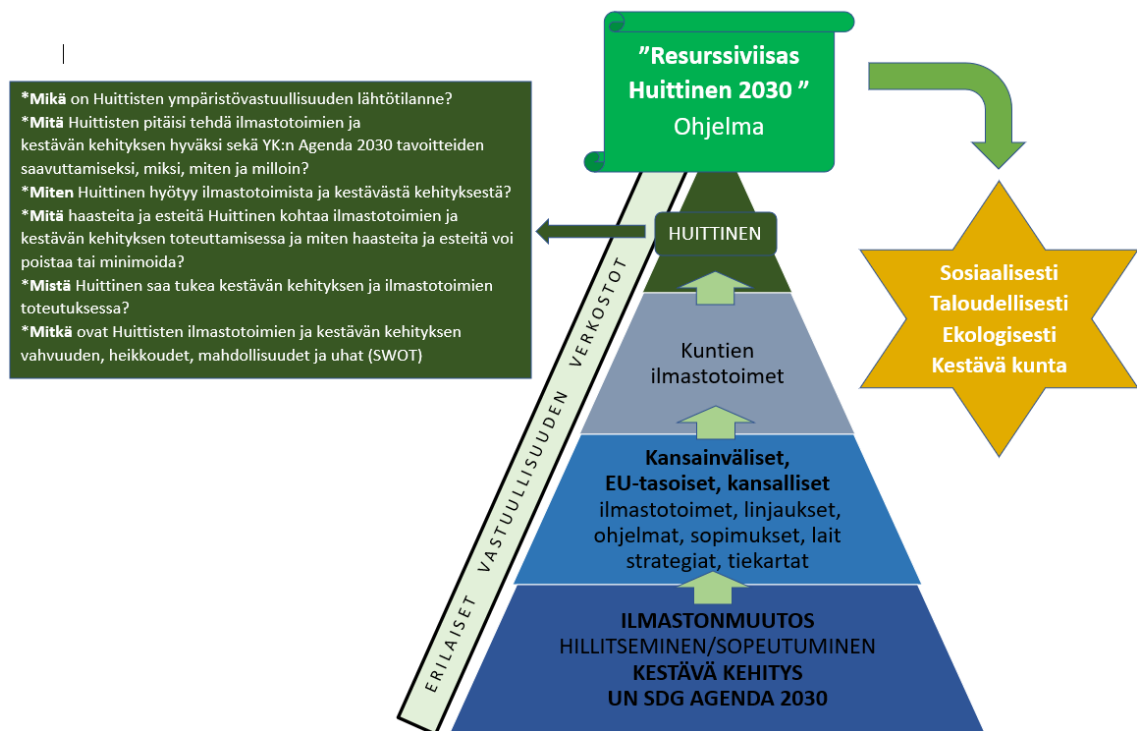 ”Resurssiviisas
Huittinen 2030 ”
Ohjelma
*Mikä on Huittisten ympäristövastuullisuuden lähtötilanne?
*Mitä Huittisten pitäisi tehdä ilmastotoimien ja
kestävän kehityksen hyväksi sekä YK:n Agenda 2030 tavoitteiden
saavuttamiseksi, miksi, miten ja milloin?
*Miten Huittinen hyötyy ilmastotoimista ja kestävästä kehityksestä?
*Mitä haasteita ja esteitä Huittinen kohtaa ilmastotoimien ja
kestävän kehityksen toteuttamisessa ja miten haasteita ja esteitä voi
poistaa tai minimoida?
*Mistä Huittinen saa tukea kestävän kehityksen ja ilmastotoimien
toteutuksessa?
*Mitkä ovat Huittisten ilmastotoimien ja kestävän kehityksen
vahvuuden, heikkoudet, mahdollisuudet ja uhat (SWOT)
ERILAISET VASTUULLISUUDEN VERKOSTOT
HUITTINEN
Kuntien
ilmastotoimet
Kansainväliset,
EU-tasoiset, kansalliset
ilmastotoimet, linjaukset,
ohjelmat, sopimukset, lait
strategiat, tiekartat
ILMASTONMUUTOS
HILLITSEMINEN/SOPEUTUMINEN
KESTÄVÄ KEHITYS
UN SDG AGENDA 2030
Sosiaalisesti
Taloudellisesti
Ekologisesti
Kestävä kunta